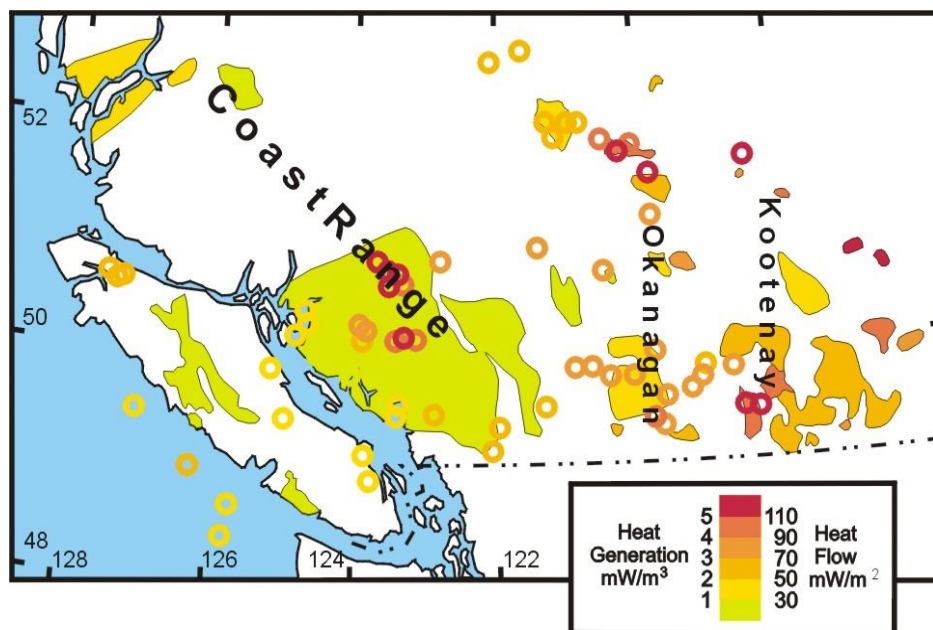 52
50
48
128
126
124
122
Coast Range
Okanagan
Kootenay
Heat
Generation
mW/m³
5
4
3
2
1
110
90
70
50
30
Heat
Flow
mW/m²